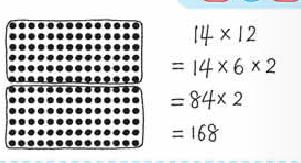 14 × 12
= 14 × 6 × 2
= 84 × 2
= 168